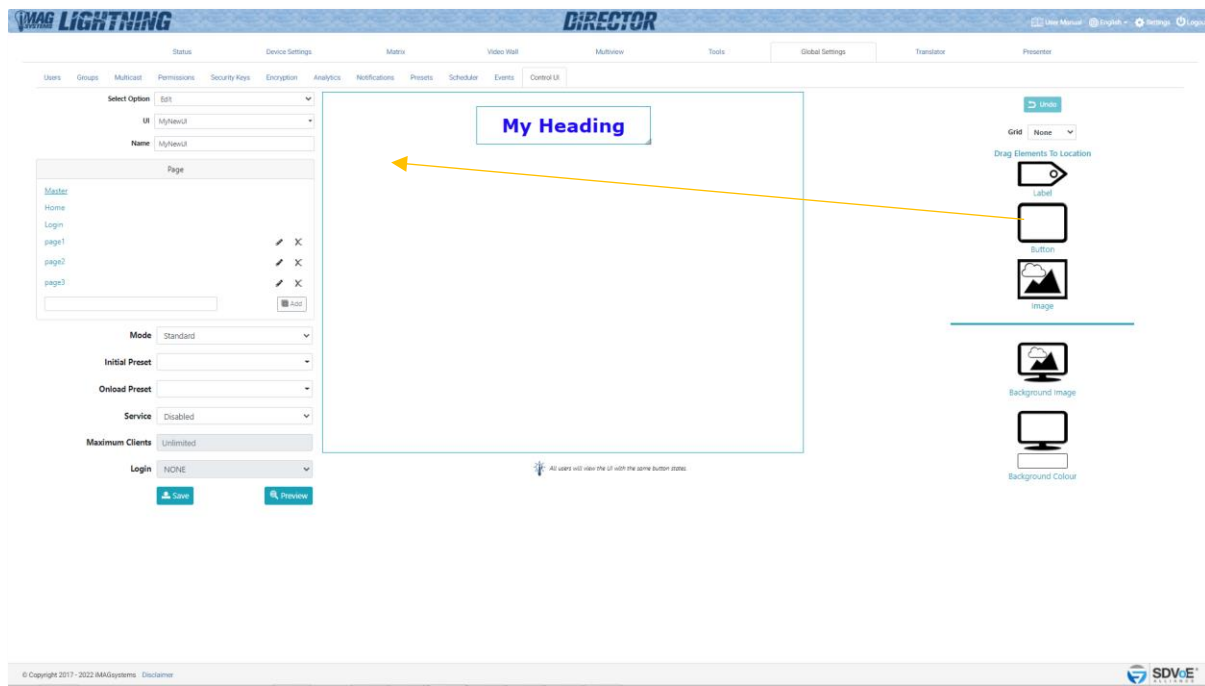 iMAG SYSTEMS LiGHTNiNG DiRECTOR User Manual English Settings Logou
Status Device Settings Matrix Video Wall Multiview Tools Global Settings Translator Presenter
Users Groups Multicast Permissions Security Keys Encryption Analytics Notifications Presets Scheduler Events Control UI
Select Option Edit
UI MyNewUI
Name MyNewUI
Page
Master
Home
Login
page1
page2
page3
Add
Mode Standard
Initial Preset
Onload Preset
Service Disabled
Maximum Clients Unlimited
Login NONE
Save Preview
My Heading
All users will view the UI with the same button states.
Undo
Grid None
Drag Elements To Location
Label
Button
Image
Background Image
Background Colour
© Copyright 2017 - 2022 iMAGsystems Disclaimer
SDVoE
ALLIANCE